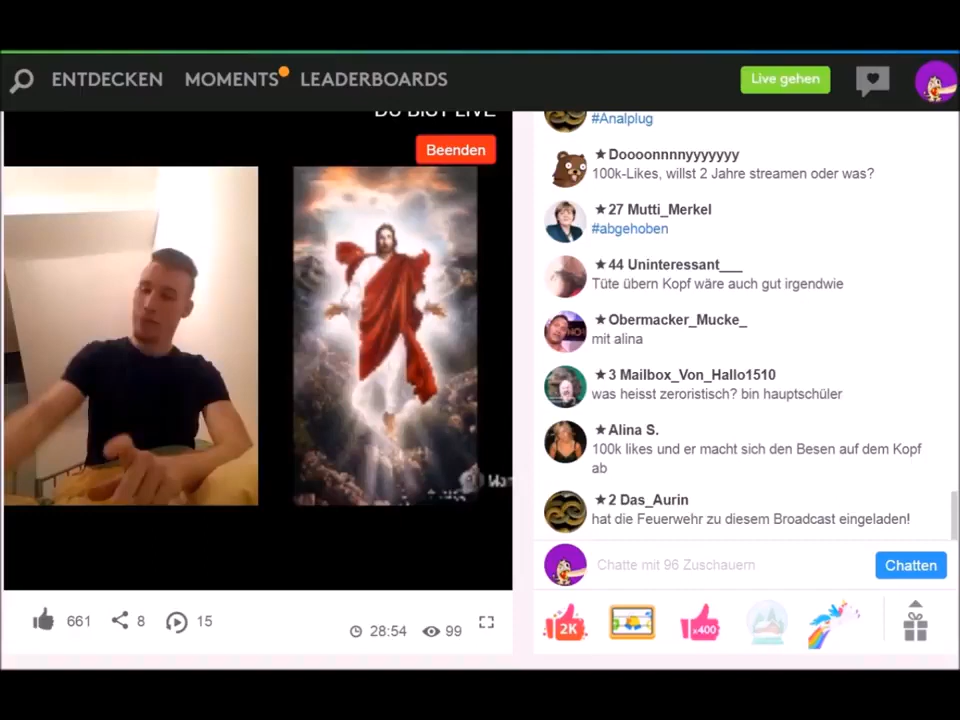 ENTDECKEN MOMENTS LEADERBOARDS Live gehen
DU BIST LIVE
Beenden
#Analplug
★Doooonnnnyyyyyyy
100k-Likes, willst 2 Jahre streamen oder was?
★27 Mutti_Merkel
#abgehoben
★44 Uninteressant___
Tüte übern Kopf wäre auch gut irgendwie
★Obermacker_Mucke_
mit alina
★3 Mailbox_Von_Hallo1510
was heisst zeroristisch? bin hauptschüler
★Alina S.
100k likes und er macht sich den Besen auf dem Kopf
ab
★2 Das_Aurin
hat die Feuerwehr zu diesem Broadcast eingeladen!
Chatte mit 96 Zuschauern Chatten
661 8 15
28:54 99
2K x400